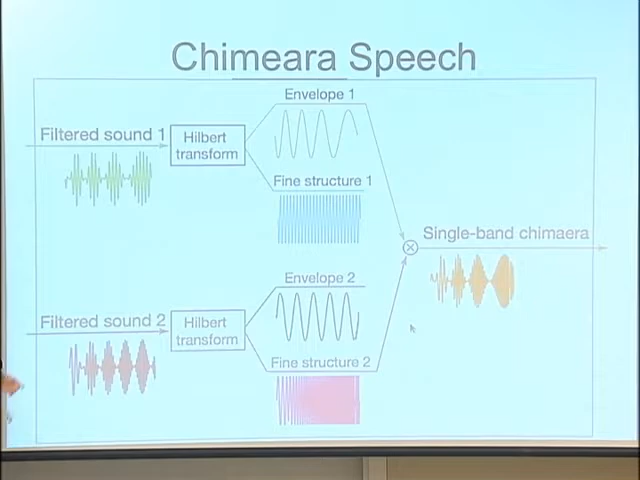 Chimeara Speech
Envelope 1
Filtered sound 1
Hilbert
transform
Fine structure 1
Single-band chimaera
Envelope 2
Filtered sound 2
Hilbert
transform
Fine structure 2